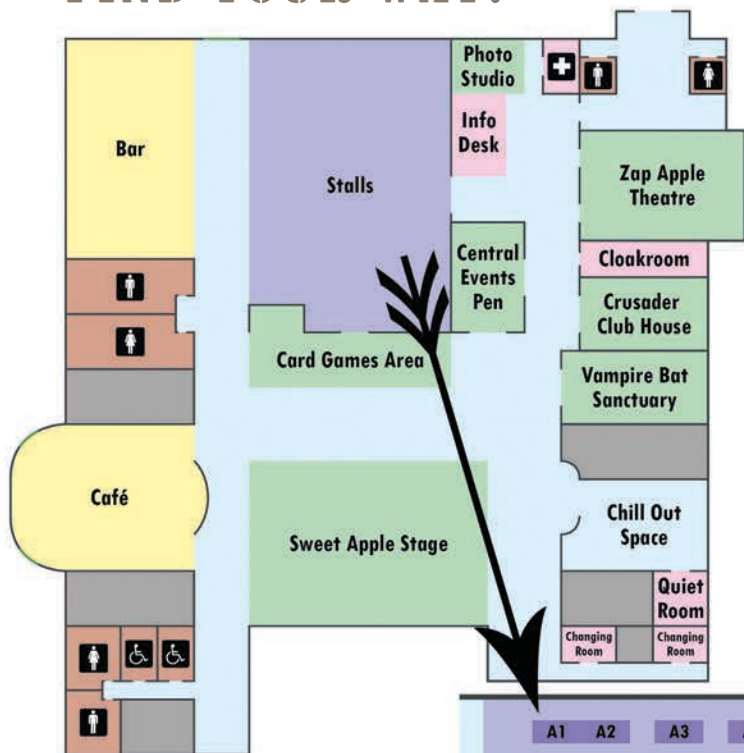 Photo
Studio
Info
Desk
Bar
Stalls
Zap Apple
Theatre
Central
Events
Pen
Cloakroom
Crusader
Club House
Card Games Area
Vampire Bat
Sanctuary
Café
Sweet Apple Stage
Chill Out
Space
Quiet
Room
Changing
Room
Changing
Room
A1 A2 A3